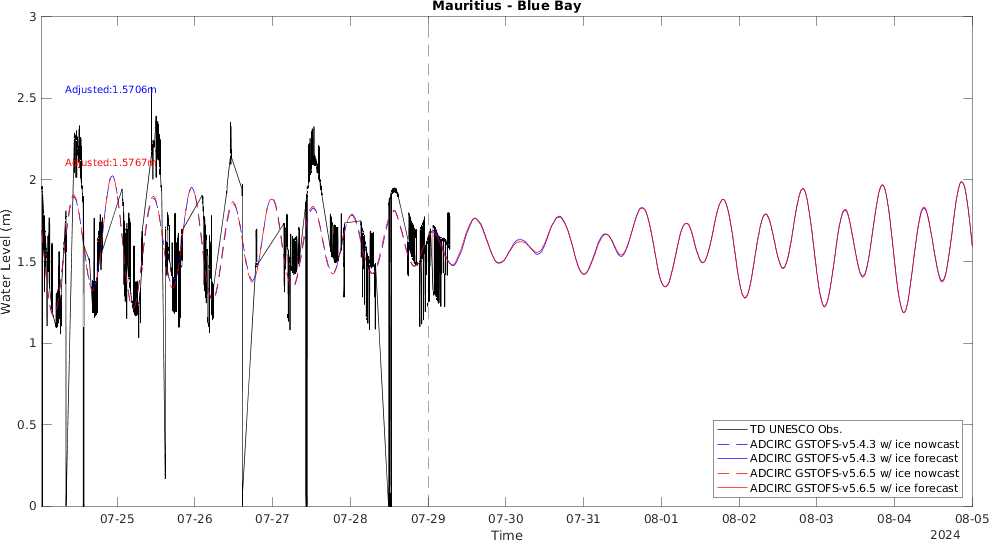 Mauritius - Blue Bay
Water Level (m)
3
2.5
2
1.5
1
0.5
0
Adjusted:1.5706m
Adjusted:1.5767m
TD UNESCO Obs.
ADCIRC GSTOFS-v5.4.3 w/ ice nowcast
ADCIRC GSTOFS-v5.4.3 w/ ice forecast
ADCIRC GSTOFS-v5.6.5 w/ ice nowcast
ADCIRC GSTOFS-v5.6.5 w/ ice forecast
07-25 07-26 07-27 07-28 07-29 07-30 07-31 08-01 08-02 08-03 08-04 08-05
Time
2024